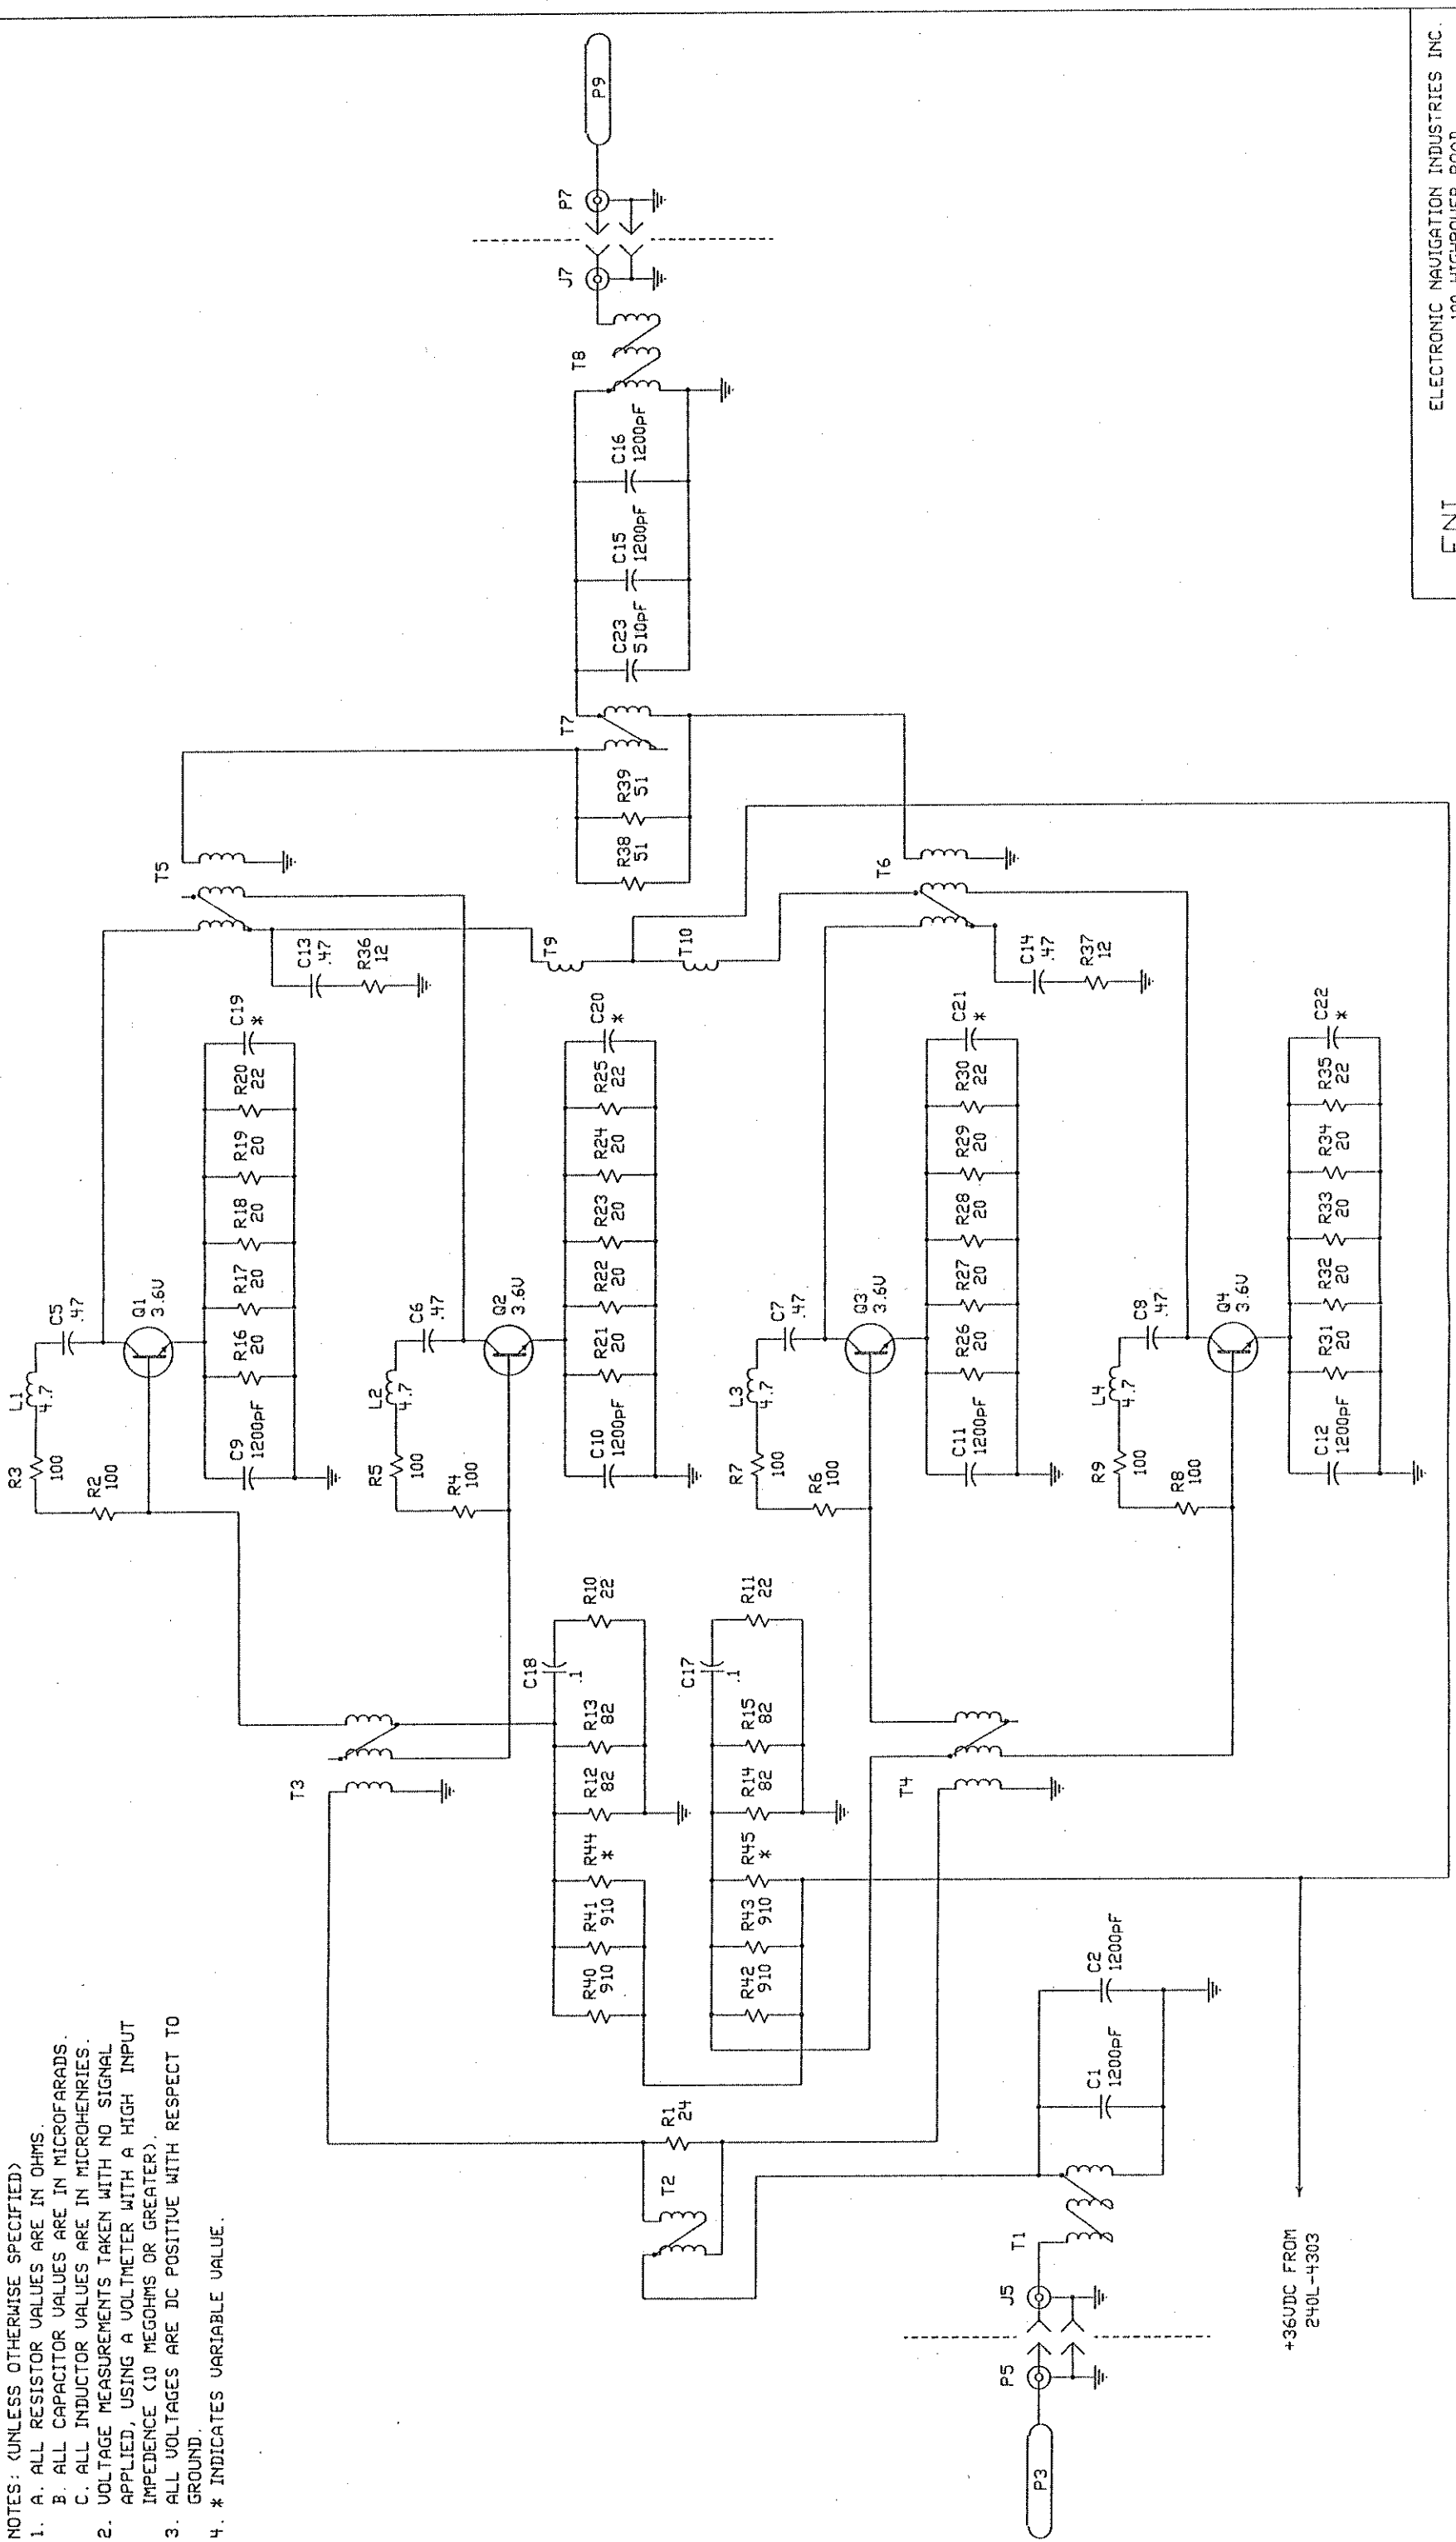 NOTES: (UNLESS OTHERWISE SPECIFIED)
1. A. ALL RESISTOR VALUES ARE IN OHMS.
B. ALL CAPACITOR VALUES ARE IN MICROFARADS.
C. ALL INDUCTOR VALUES ARE IN MICROHENRIES.
2. VOLTAGE MEASUREMENTS TAKEN WITH NO SIGNAL
APPLIED, USING A VOLTMETER WITH A HIGH INPUT
IMPEDENCE (10 MEGOHMS OR GREATER).
3. ALL VOLTAGES ARE DC POSITIVE WITH RESPECT TO
GROUND.
4. * INDICATES VARIABLE VALUE.
R3
100
L1
4.7
C5
.47
R2
100
Q1
3.6V
C9
1200pF
R16
20
R17
20
R18
20
R19
20
R20
22
C19
*
T5
C13
.47
R36
12
R5
100
L2
4.7
C6
.47
R4
100
Q2
3.6V
C10
1200pF
R21
20
R22
20
R23
20
R24
20
R25
22
C20
*
T3
C18
.1
R40
910
R41
910
R44
*
R12
82
R13
82
R10
22
T9
T10
R38
51
R39
51
T7
C23
510pF
C15
1200pF
C16
1200pF
T8
J7
P7
P9
R1
24
T2
C17
.1
R42
910
R43
910
R45
*
R14
82
R15
82
R11
22
R7
100
L3
4.7
C7
.47
R6
100
Q3
3.6V
C11
1200pF
R26
20
R27
20
R28
20
R29
20
R30
22
C21
*
T6
C14
.47
R37
12
T4
P3
P5
J5
T1
C1
1200pF
C2
1200pF
R9
100
L4
4.7
C8
.47
R8
100
Q4
3.6V
C12
1200pF
R31
20
R32
20
R33
20
R34
20
R35
22
C22
*
+36VDC FROM
240L-4303
ENI
ELECTRONIC NAVIGATION INDUSTRIES INC.
100 HIGHPOWER ROAD